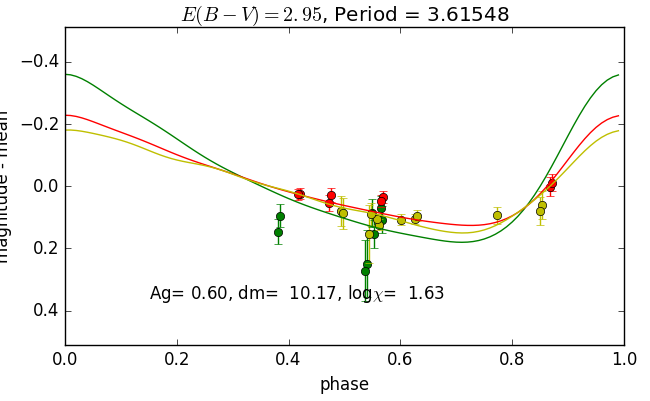 E(B − V) = 2.95, Period = 3.61548
−0.4
−0.2
0.0
0.2
0.4
magnitude - mean
Ag= 0.60, dm= 10.17, logχ= 1.63
0.0 0.2 0.4 0.6 0.8 1.0
phase